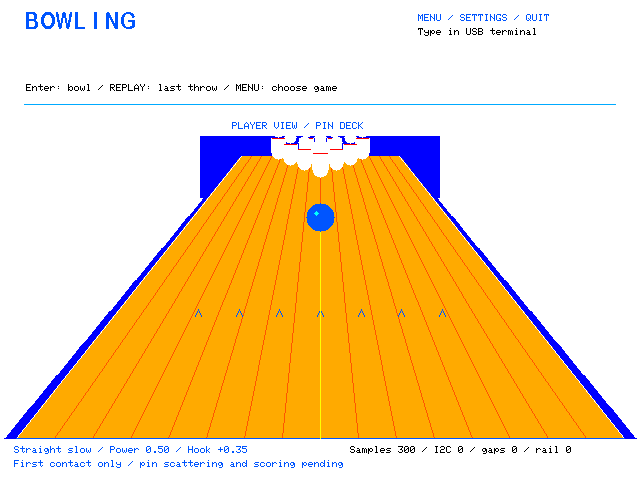 BOWLING
MENU / SETTINGS / QUIT
Type in USB terminal
Enter: bowl / REPLAY: last throw / MENU: choose game
PLAYER VIEW / PIN DECK
Straight slow / Power 0.50 / Hook +0.35
Samples 300 / I2C 0 / gaps 0 / rail 0
First contact only / pin scattering and scoring pending